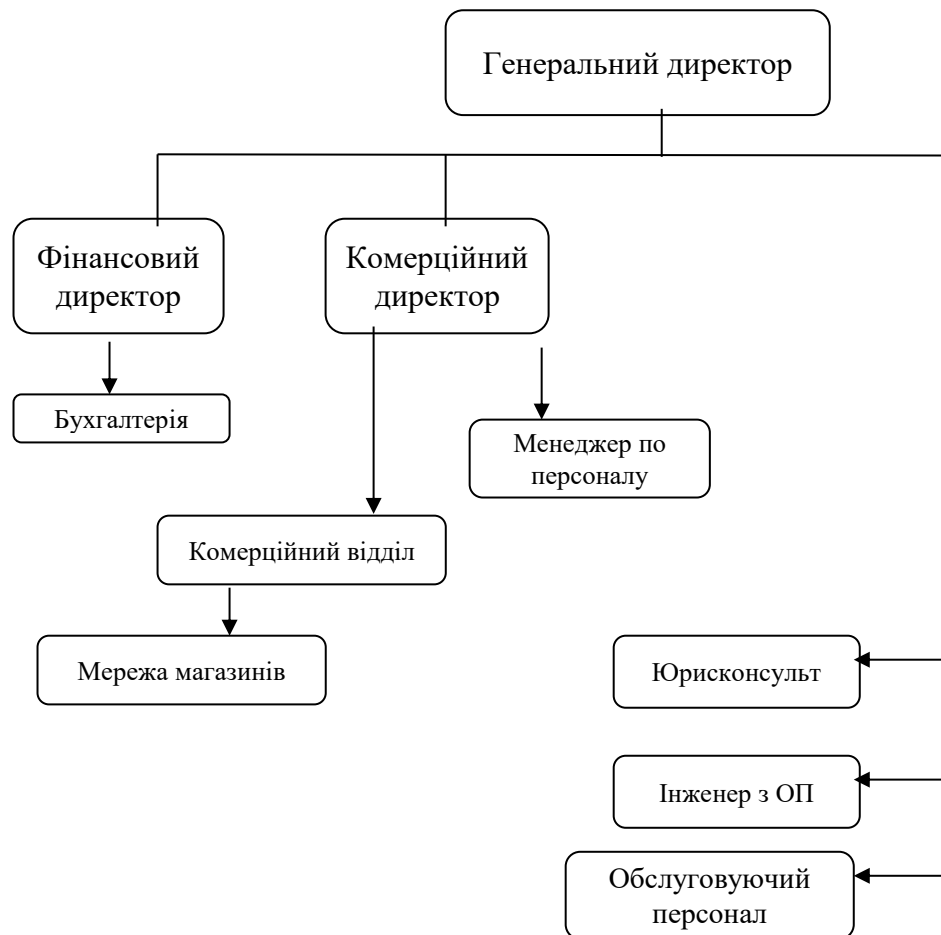 Генеральний директор
Фінансовий
директор
Комерційний
директор
Бухгалтерія
Менеджер по
персоналу
Комерційний відділ
Мережа магазинів
Юрисконсульт
Інженер з ОП
Обслуговуючий
персонал